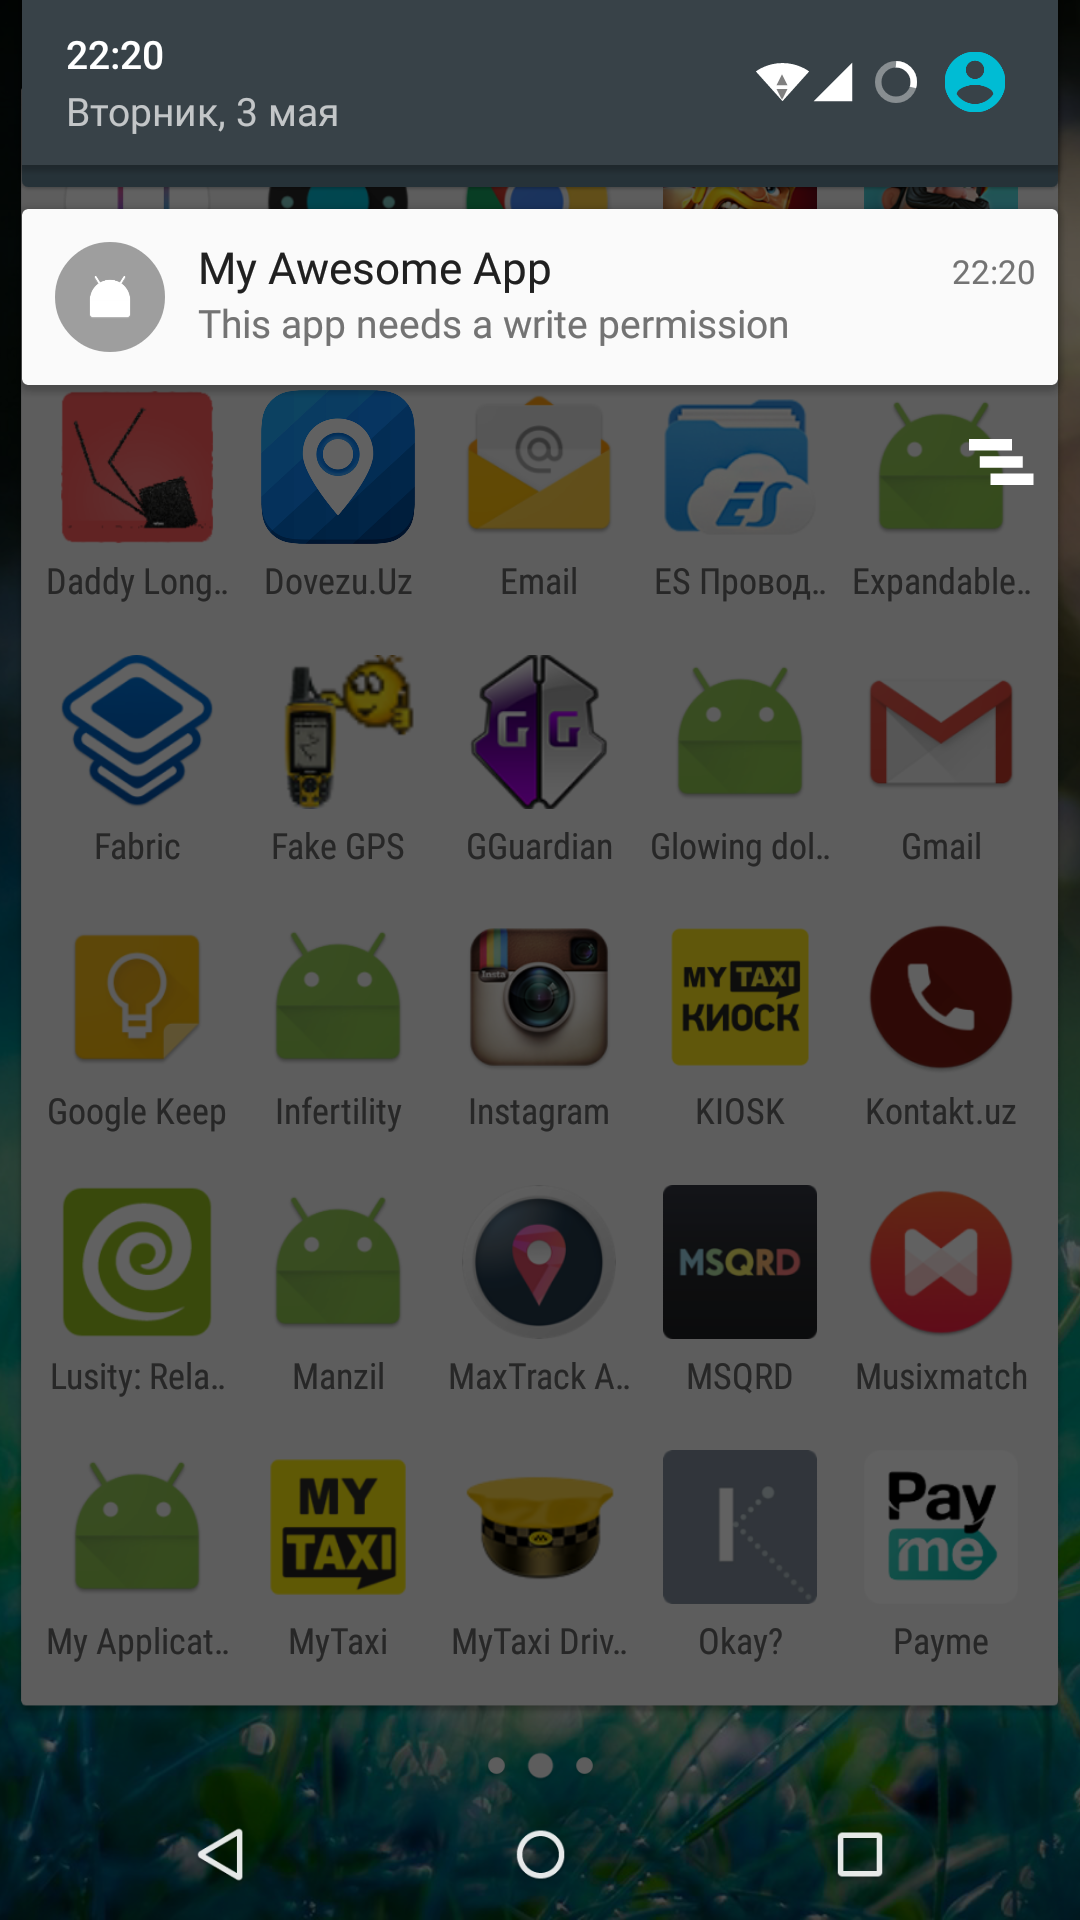 22:20
Вторник, 3 мая
My Awesome App
22:20
This app needs a write permission
@
ES
Daddy Long..
Dovezu.Uz
Email
ES Провод..
Expandable..
G G
Fabric
Fake GPS
GGuardian
Glowing dol..
Gmail
Insta
MY TAXI
КИОСК
Google Keep
Infertility
Instagram
KIOSK
Kontakt.uz
MSQRD
Lusity: Rela..
Manzil
MaxTrack A..
MSQRD
Musixmatch
MY
TAXI
K
Pay
me
My Applicat..
MyTaxi
MyTaxi Driv..
Okay?
Payme